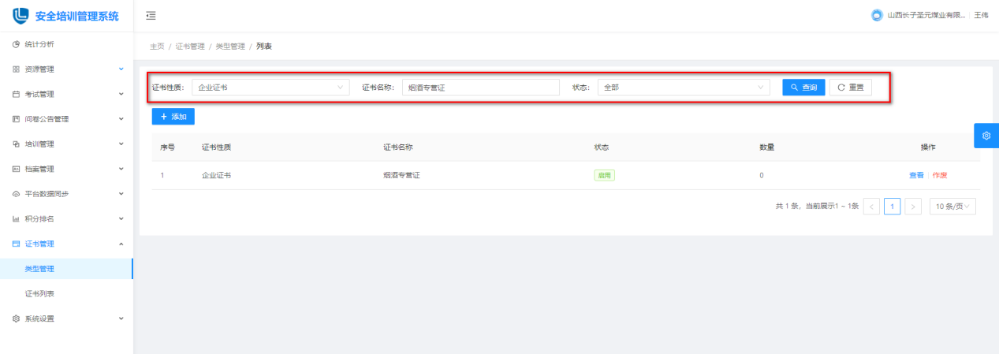 安全培训管理系统
山西长子圣元煤业有限... 王伟
统计分析
资源管理
考试管理
问卷公告管理
培训管理
档案管理
平台数据同步
积分排名
证书管理
类型管理
证书列表
系统设置
主页 / 证书管理 / 类型管理 / 列表
证书性质: 企业证书 证书名称: 烟酒专营证 状态: 全部 查询 重置
+ 添加
序号 证书性质 证书名称 状态 数量 操作
1 企业证书 烟酒专营证 启用 0 查看 作废
共 1 条, 当前展示1 ~ 1条 < 1 > 10 条/页